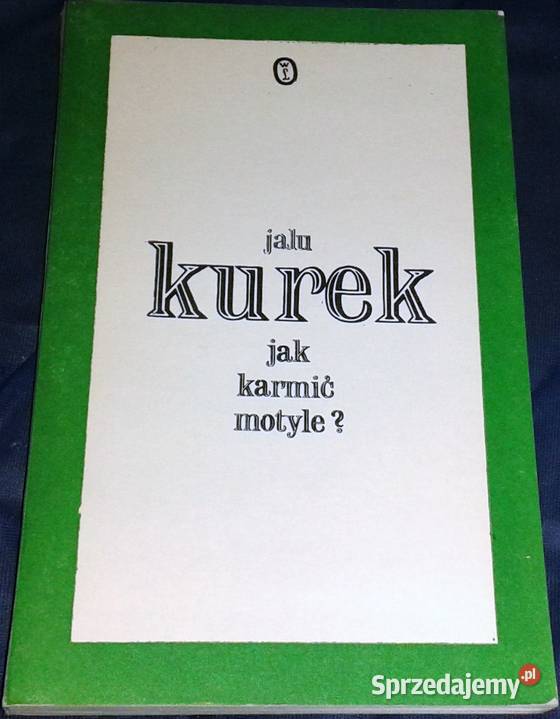 jalu
kurek
jak
karmić
motyle?
Sprzedajemy.pl